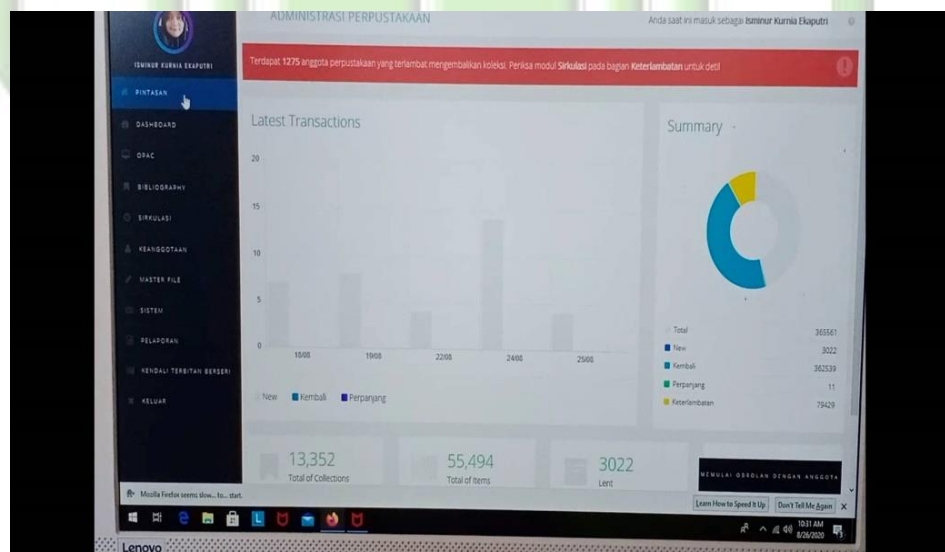 ADMINISTRASI PERPUSTAKAAN
Anda saat ini masuk sebagai Isminur Kurnia Ekaputri
ISMINUR KURNIA EKAPUTRI
Terdapat 1275 anggota perpustakaan yang terlambat mengembalikan koleksi. Periksa modul Sirkulasi pada bagian Keterlambatan untuk detil
PINTASAN
DASHBOARD
OPAC
BIBLIOGRAPHY
SIRKULASI
KEANGGOTAAN
MASTER FILE
SISTEM
PELAPORAN
KENDALI TERBITAN BERSERI
KELUAR
Latest Transactions
20
15
10
5
0
18/08 19/08 22/08 24/08 25/08
New Kembali Perpanjang
Summary
Total 365567
New 3022
Kembali 362539
Perpanjang 11
Keterlambatan 79429
13,352
Total of Collections
55,494
Total of Items
3022
Lent
MEMULAI OBROLAN DENGAN ANGGOTA
Mozilla Firefox seems slow... to... start.
Learn How to Speed It Up
Don't Tell Me Again
10:31 AM
8/26/2020
Lenovo